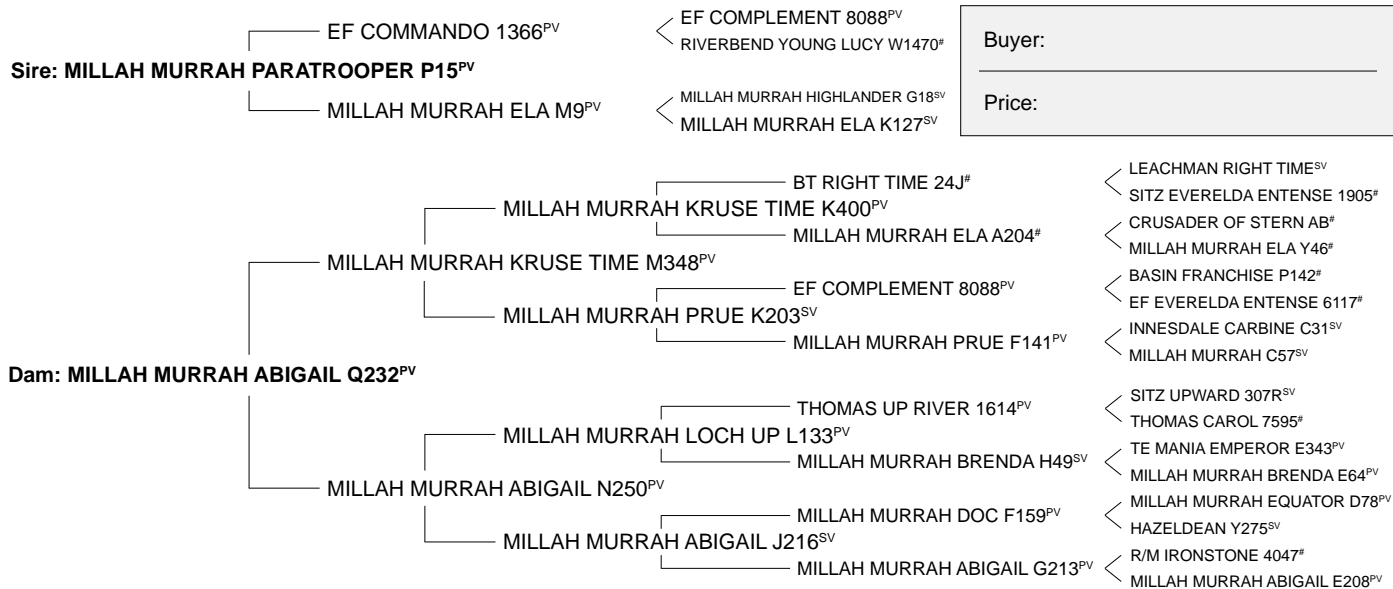 EF COMMANDO 1366PV
EF COMPLEMENT 8088PV
RIVERBEND YOUNG LUCY W1470#
Sire: MILLAH MURRAH PARATROOPER P15PV
MILLAH MURRAH ELA M9PV
MILLAH MURRAH HIGHLANDER G18SV
MILLAH MURRAH ELA K127SV
Buyer:
Price:
BT RIGHT TIME 24J#
LEACHMAN RIGHT TIMESV
SITZ EVERELDA ENTENSE 1905#
MILLAH MURRAH KRUSE TIME K400PV
MILLAH MURRAH ELA A204#
CRUSADER OF STERN AB#
MILLAH MURRAH ELA Y46#
MILLAH MURRAH KRUSE TIME M348PV
EF COMPLEMENT 8088PV
BASIN FRANCHISE P142#
EF EVERELDA ENTENSE 6117#
MILLAH MURRAH PRUE K203SV
MILLAH MURRAH PRUE F141PV
INNESDALE CARBINE C31SV
MILLAH MURRAH C57SV
Dam: MILLAH MURRAH ABIGAIL Q232PV
THOMAS UP RIVER 1614PV
SITZ UPWARD 307RSV
THOMAS CAROL 7595#
MILLAH MURRAH LOCH UP L133PV
MILLAH MURRAH BRENDA H49SV
TE MANIA EMPEROR E343PV
MILLAH MURRAH BRENDA E64PV
MILLAH MURRAH ABIGAIL N250PV
MILLAH MURRAH DOC F159PV
MILLAH MURRAH EQUATOR D78PV
HAZELDEAN Y275SV
MILLAH MURRAH ABIGAIL J216SV
MILLAH MURRAH ABIGAIL G213PV
R/M IRONSTONE 4047#
MILLAH MURRAH ABIGAIL E208PV